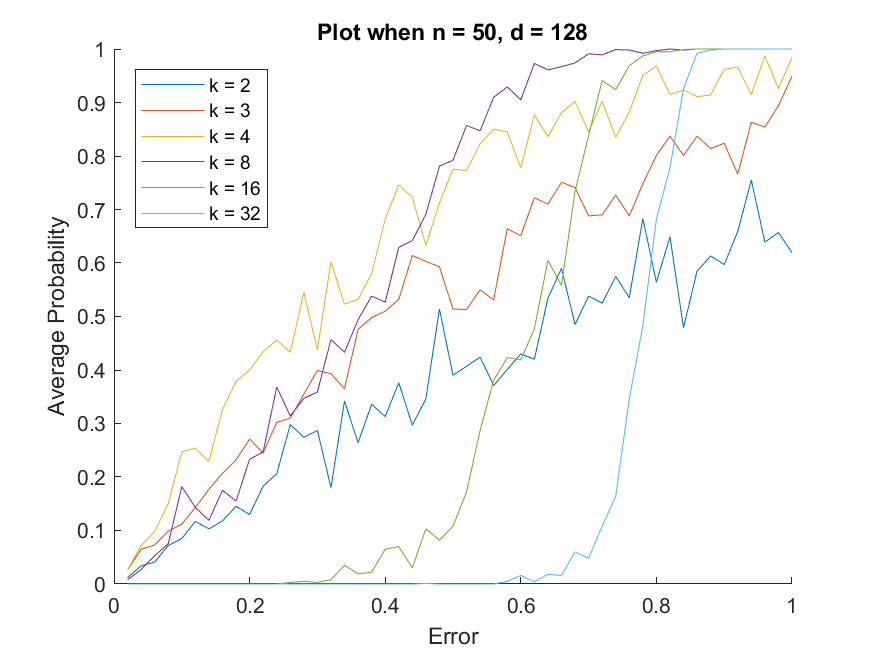 Plot when n = 50, d = 128
1
0.9
0.8
0.7
0.6
0.5
0.4
0.3
0.2
0.1
0
k = 2
k = 3
k = 4
k = 8
k = 16
k = 32
Average Probability
0 0.2 0.4 0.6 0.8 1
Error